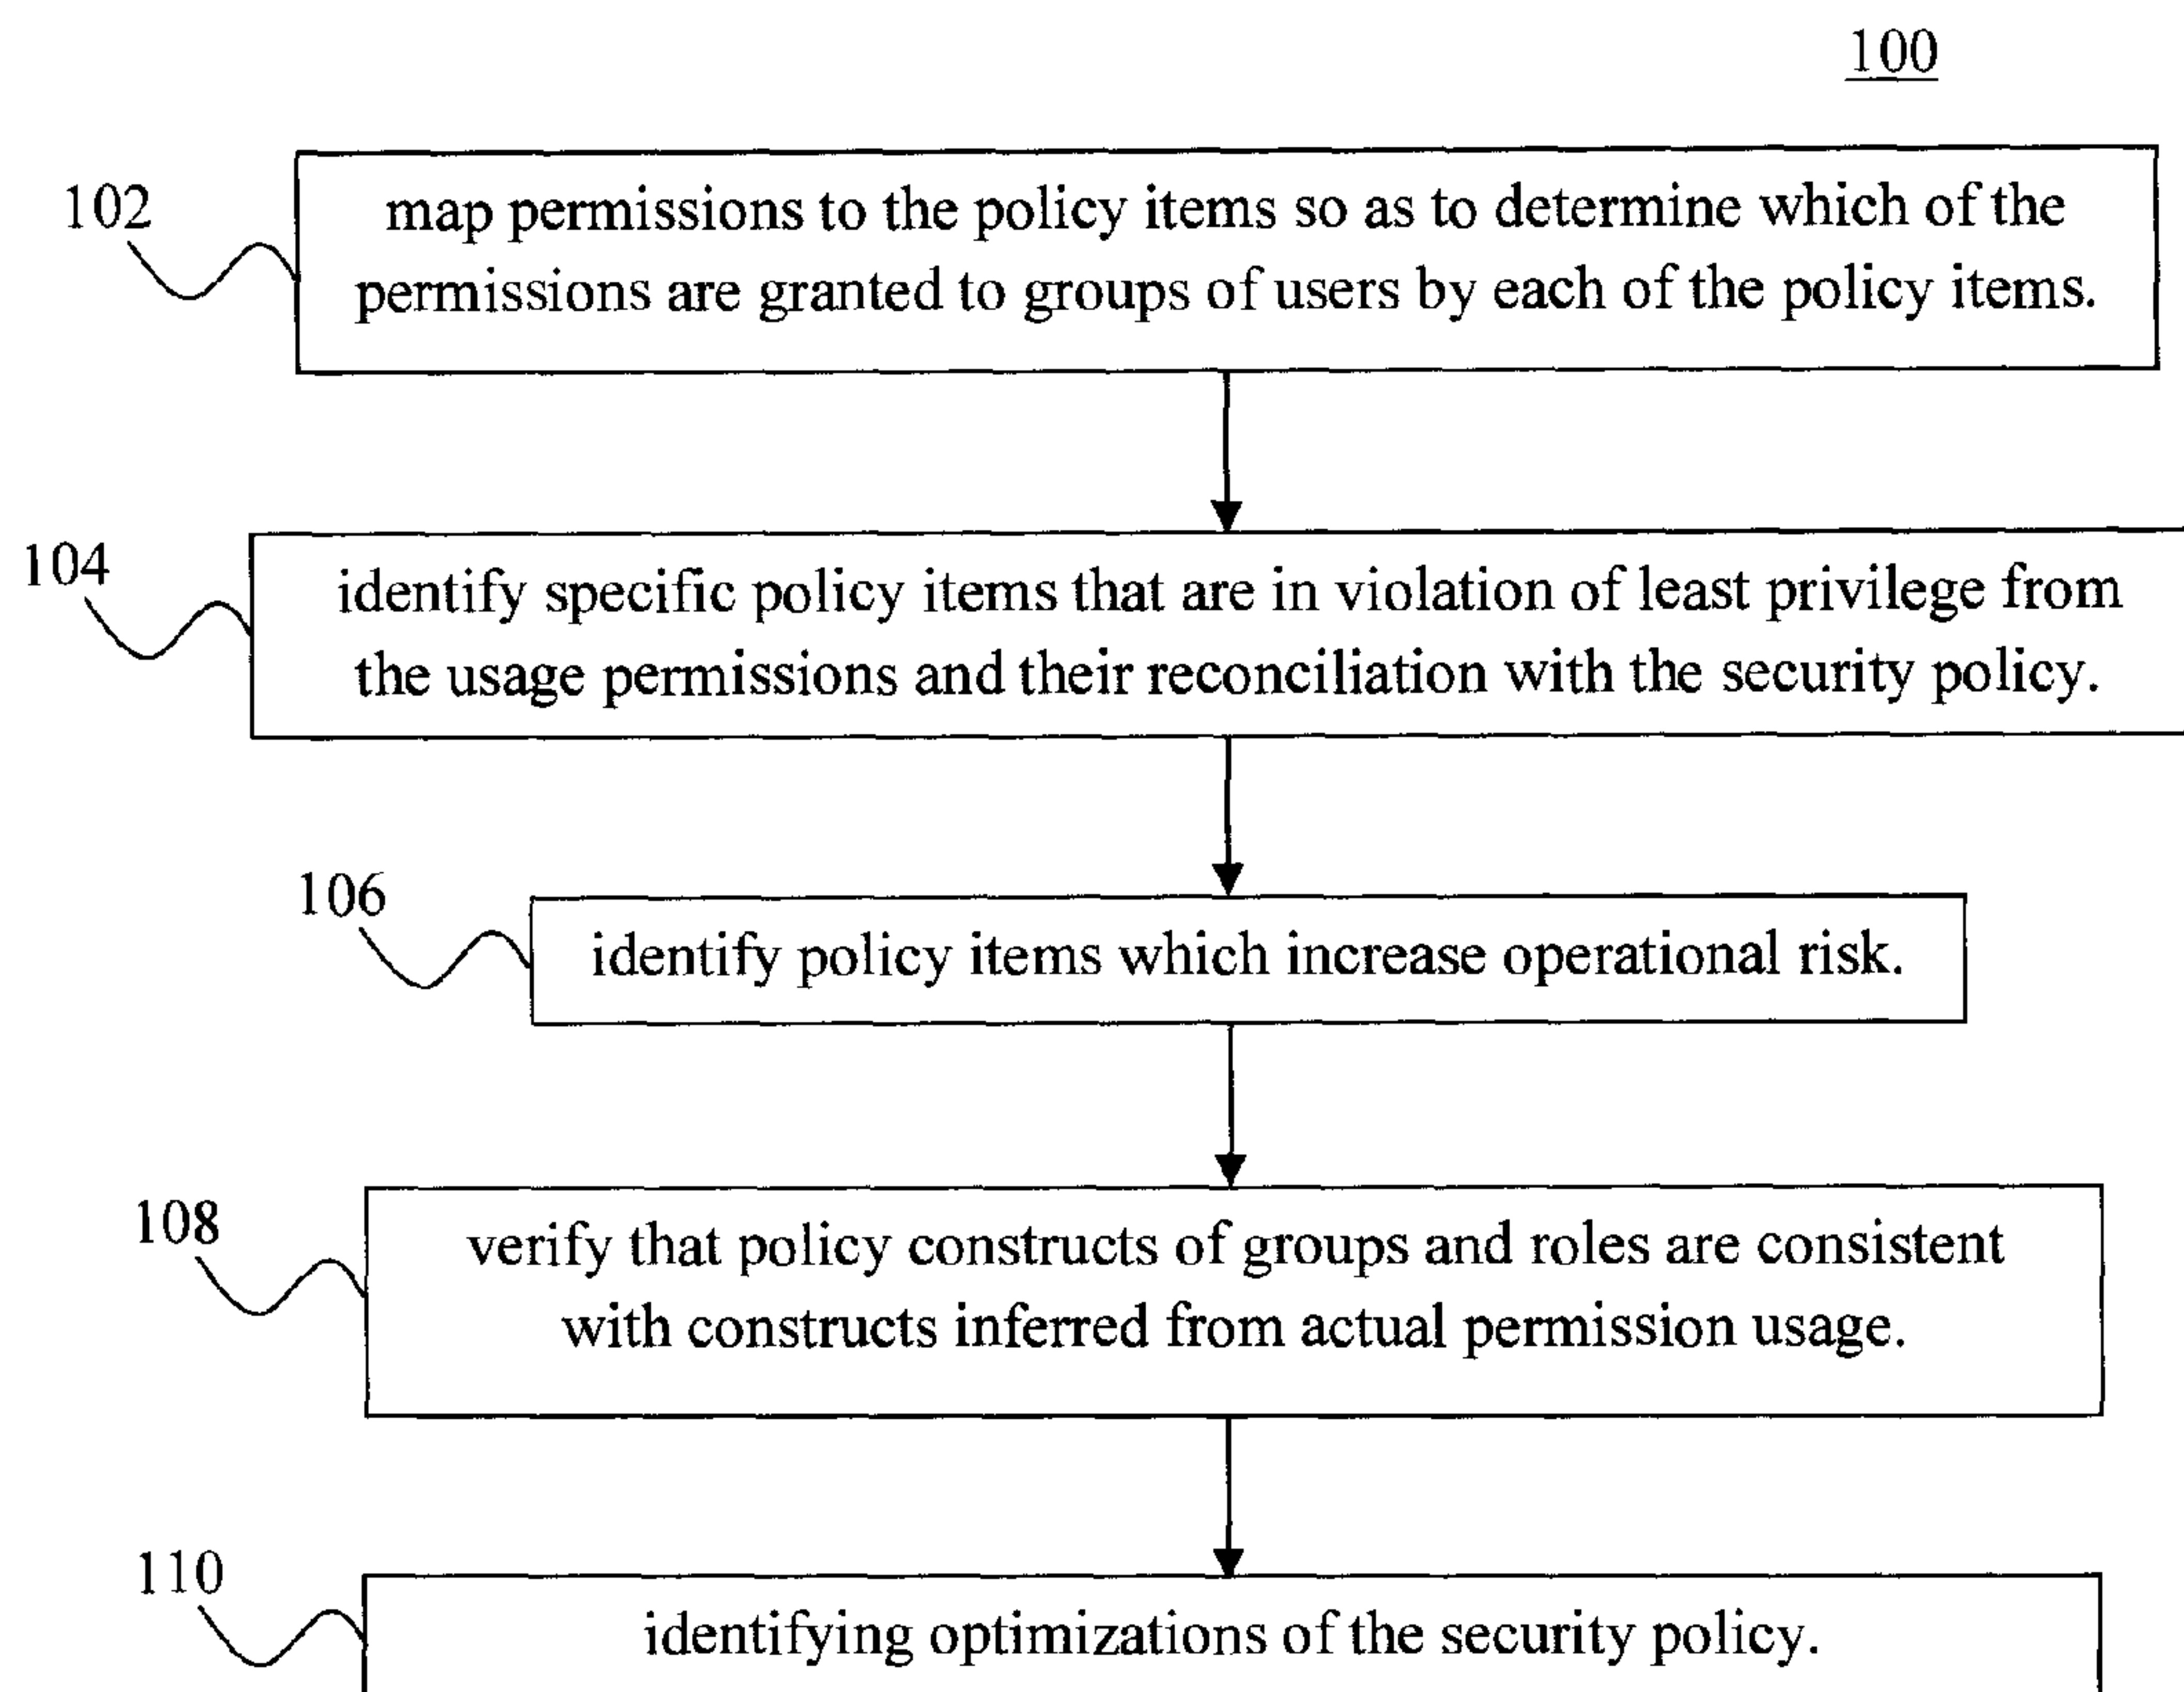 100
102
map permissions to the policy items so as to determine which of the
permissions are granted to groups of users by each of the policy items.
104
identify specific policy items that are in violation of least privilege from
the usage permissions and their reconciliation with the security policy.
106
identify policy items which increase operational risk.
108
verify that policy constructs of groups and roles are consistent
with constructs inferred from actual permission usage.
110
identifying optimizations of the security policy.